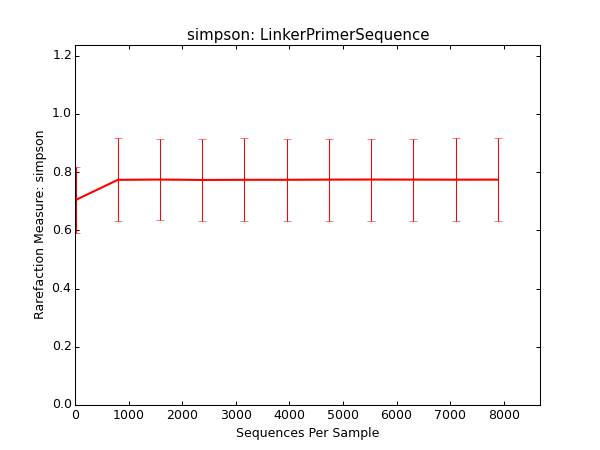 simpson: LinkerPrimerSequence
Rarefaction Measure: simpson
1.2
1.0
0.8
0.6
0.4
0.2
0.0
0 1000 2000 3000 4000 5000 6000 7000 8000
Sequences Per Sample